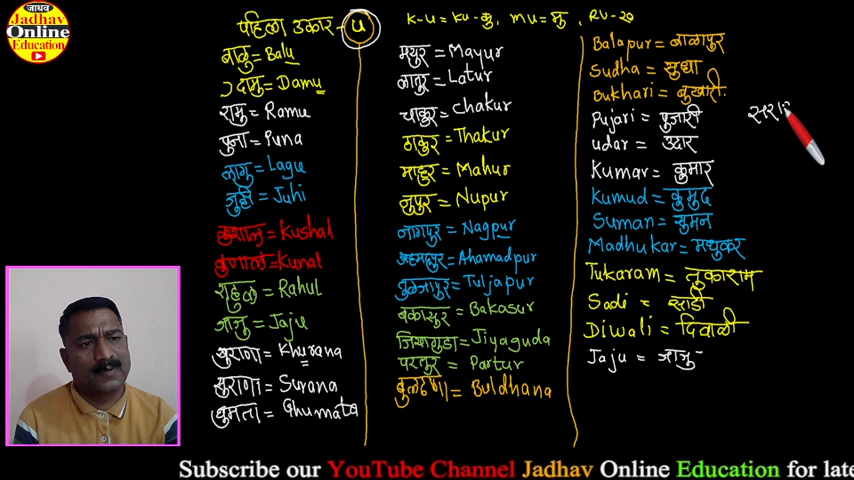 जाधव
Jadhav
Online
Education
पहिला उकार - u
K-U = KU - कु, MU = मु, RU - रु
बाळु = Balu
दामु = Damu
रामु = Ramu
पुना = Puna
लागु = Lagu
जुही = Juhi
कुशाल = Kushal
कुणाल = Kunal
राहुल = Rahul
जाजु = Jaju
खुराणा = Khurana
सुराणा = Surana
घुमता = Ghumata
मयुर = Mayur
लातुर = Latur
चाकुर = Chakur
ठाकुर = Thakur
माहुर = Mahur
नुपुर = Nupur
नागपुर = Nagpur
अहमदपुर = Ahamadpur
तुळजापुर = Tuljapur
बकासुर = Bakasur
जियागुडा = Jiyaguda
परतुर = Partur
बुलढाणा = Buldhana
Balapur = बाळापुर
Sudha = सुधा
Bukhari = बुखारी
Pujari = पुजारी
udar = उदार
Kumar = कुमार
Kumud = कुमुद
Suman = सुमन
Madhukar = मधुकर
Tukaram = तुकाराम
Sadi = साडी
Diwali = दिवाळी
Jaju = जाजु
Subscribe our YouTube Channel Jadhav Online Education for late